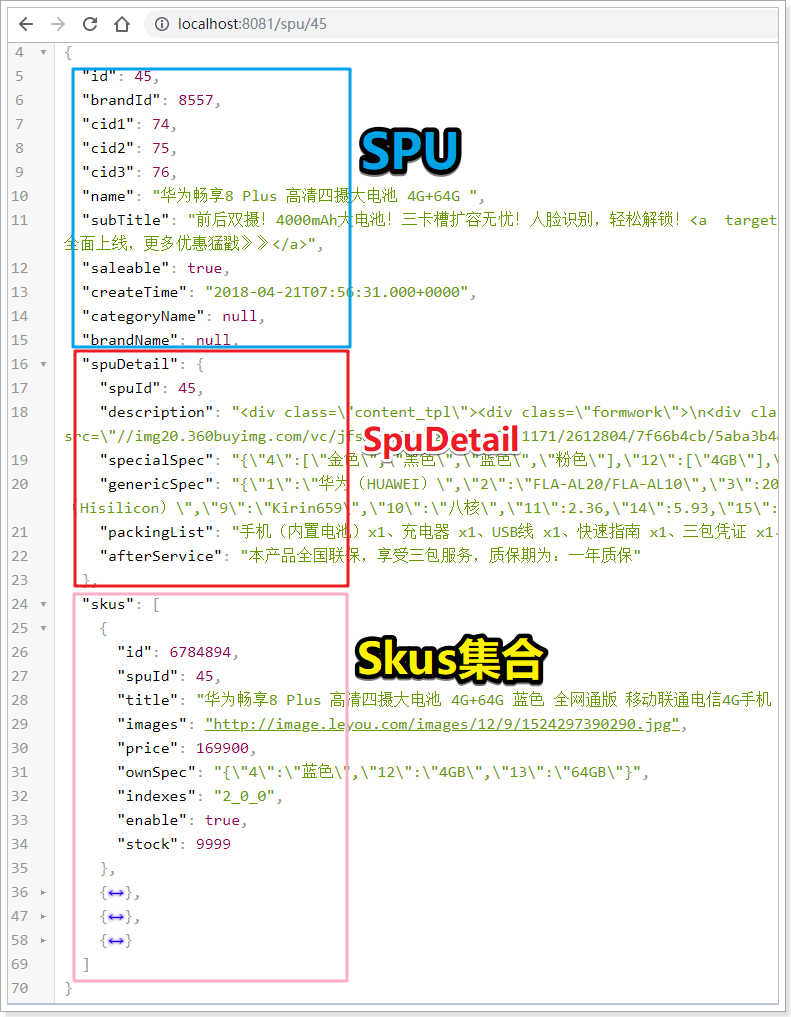 localhost:8081/spu/45
4 {
5 "id": 45,
6 "brandId": 8557,
7 "cid1": 74,
8 "cid2": 75,
9 "cid3": 76,
10 "name": "华为畅享8 Plus 高清四摄大电池 4G+64G ",
11 "subTitle": "前后双摄! 4000mAh大电池! 三卡槽扩容无忧! 人脸识别, 轻松解锁! <a target
全面上线, 更多优惠猛戳》》</a>",
12 "saleable": true,
13 "createTime": "2018-04-21T07:56:31.000+0000",
14 "categoryName": null,
15 "brandName": null,
SPU
16 "spuDetail": {
17 "spuId": 45,
18 "description": "<div class=\"content_tpl\"><div class=\"formwork\">\n<div cla
src=\"//img20.360buyimg.com/vc/jfs 1171/2612804/7f66b4cb/5aba3b4
SpuDetail
19 "specialSpec": "{\"4\":[\"金色\",\"黑色\",\"蓝色\",\"粉色\"],\"12\":[\"4GB\"],\
20 "genericSpec": "{\"1\":\"华为（HUAWEI）\",\"2\":\"FLA-AL20/FLA-AL10\",\"3\":20
Hisilicon）\",\"9\":\"Kirin659\",\"10\":\"八核\",\"11\":2.36,\"14\":5.93,\"15\":
21 "packingList": "手机（内置电池）x1、充电器 x1、USB线 x1、快速指南 x1、三包凭证 x1、
22 "afterService": "本产品全国联保, 享受三包服务, 质保期为: 一年质保"
23 },
24 "skus": [
25 {
26 "id": 6784894,
27 "spuId": 45,
Skus集合
28 "title": "华为畅享8 Plus 高清四摄大电池 4G+64G 蓝色 全网通版 移动联通电信4G手机
29 "images": "http://image.leyou.com/images/12/9/1524297390290.jpg",
30 "price": 169900,
31 "ownSpec": "{\"4\":\"蓝色\",\"12\":\"4GB\",\"13\":\"64GB\"}",
32 "indexes": "2_0_0",
33 "enable": true,
34 "stock": 9999
35 },
36 {↔},
47 {↔},
58 {↔}
69 ]
70 }